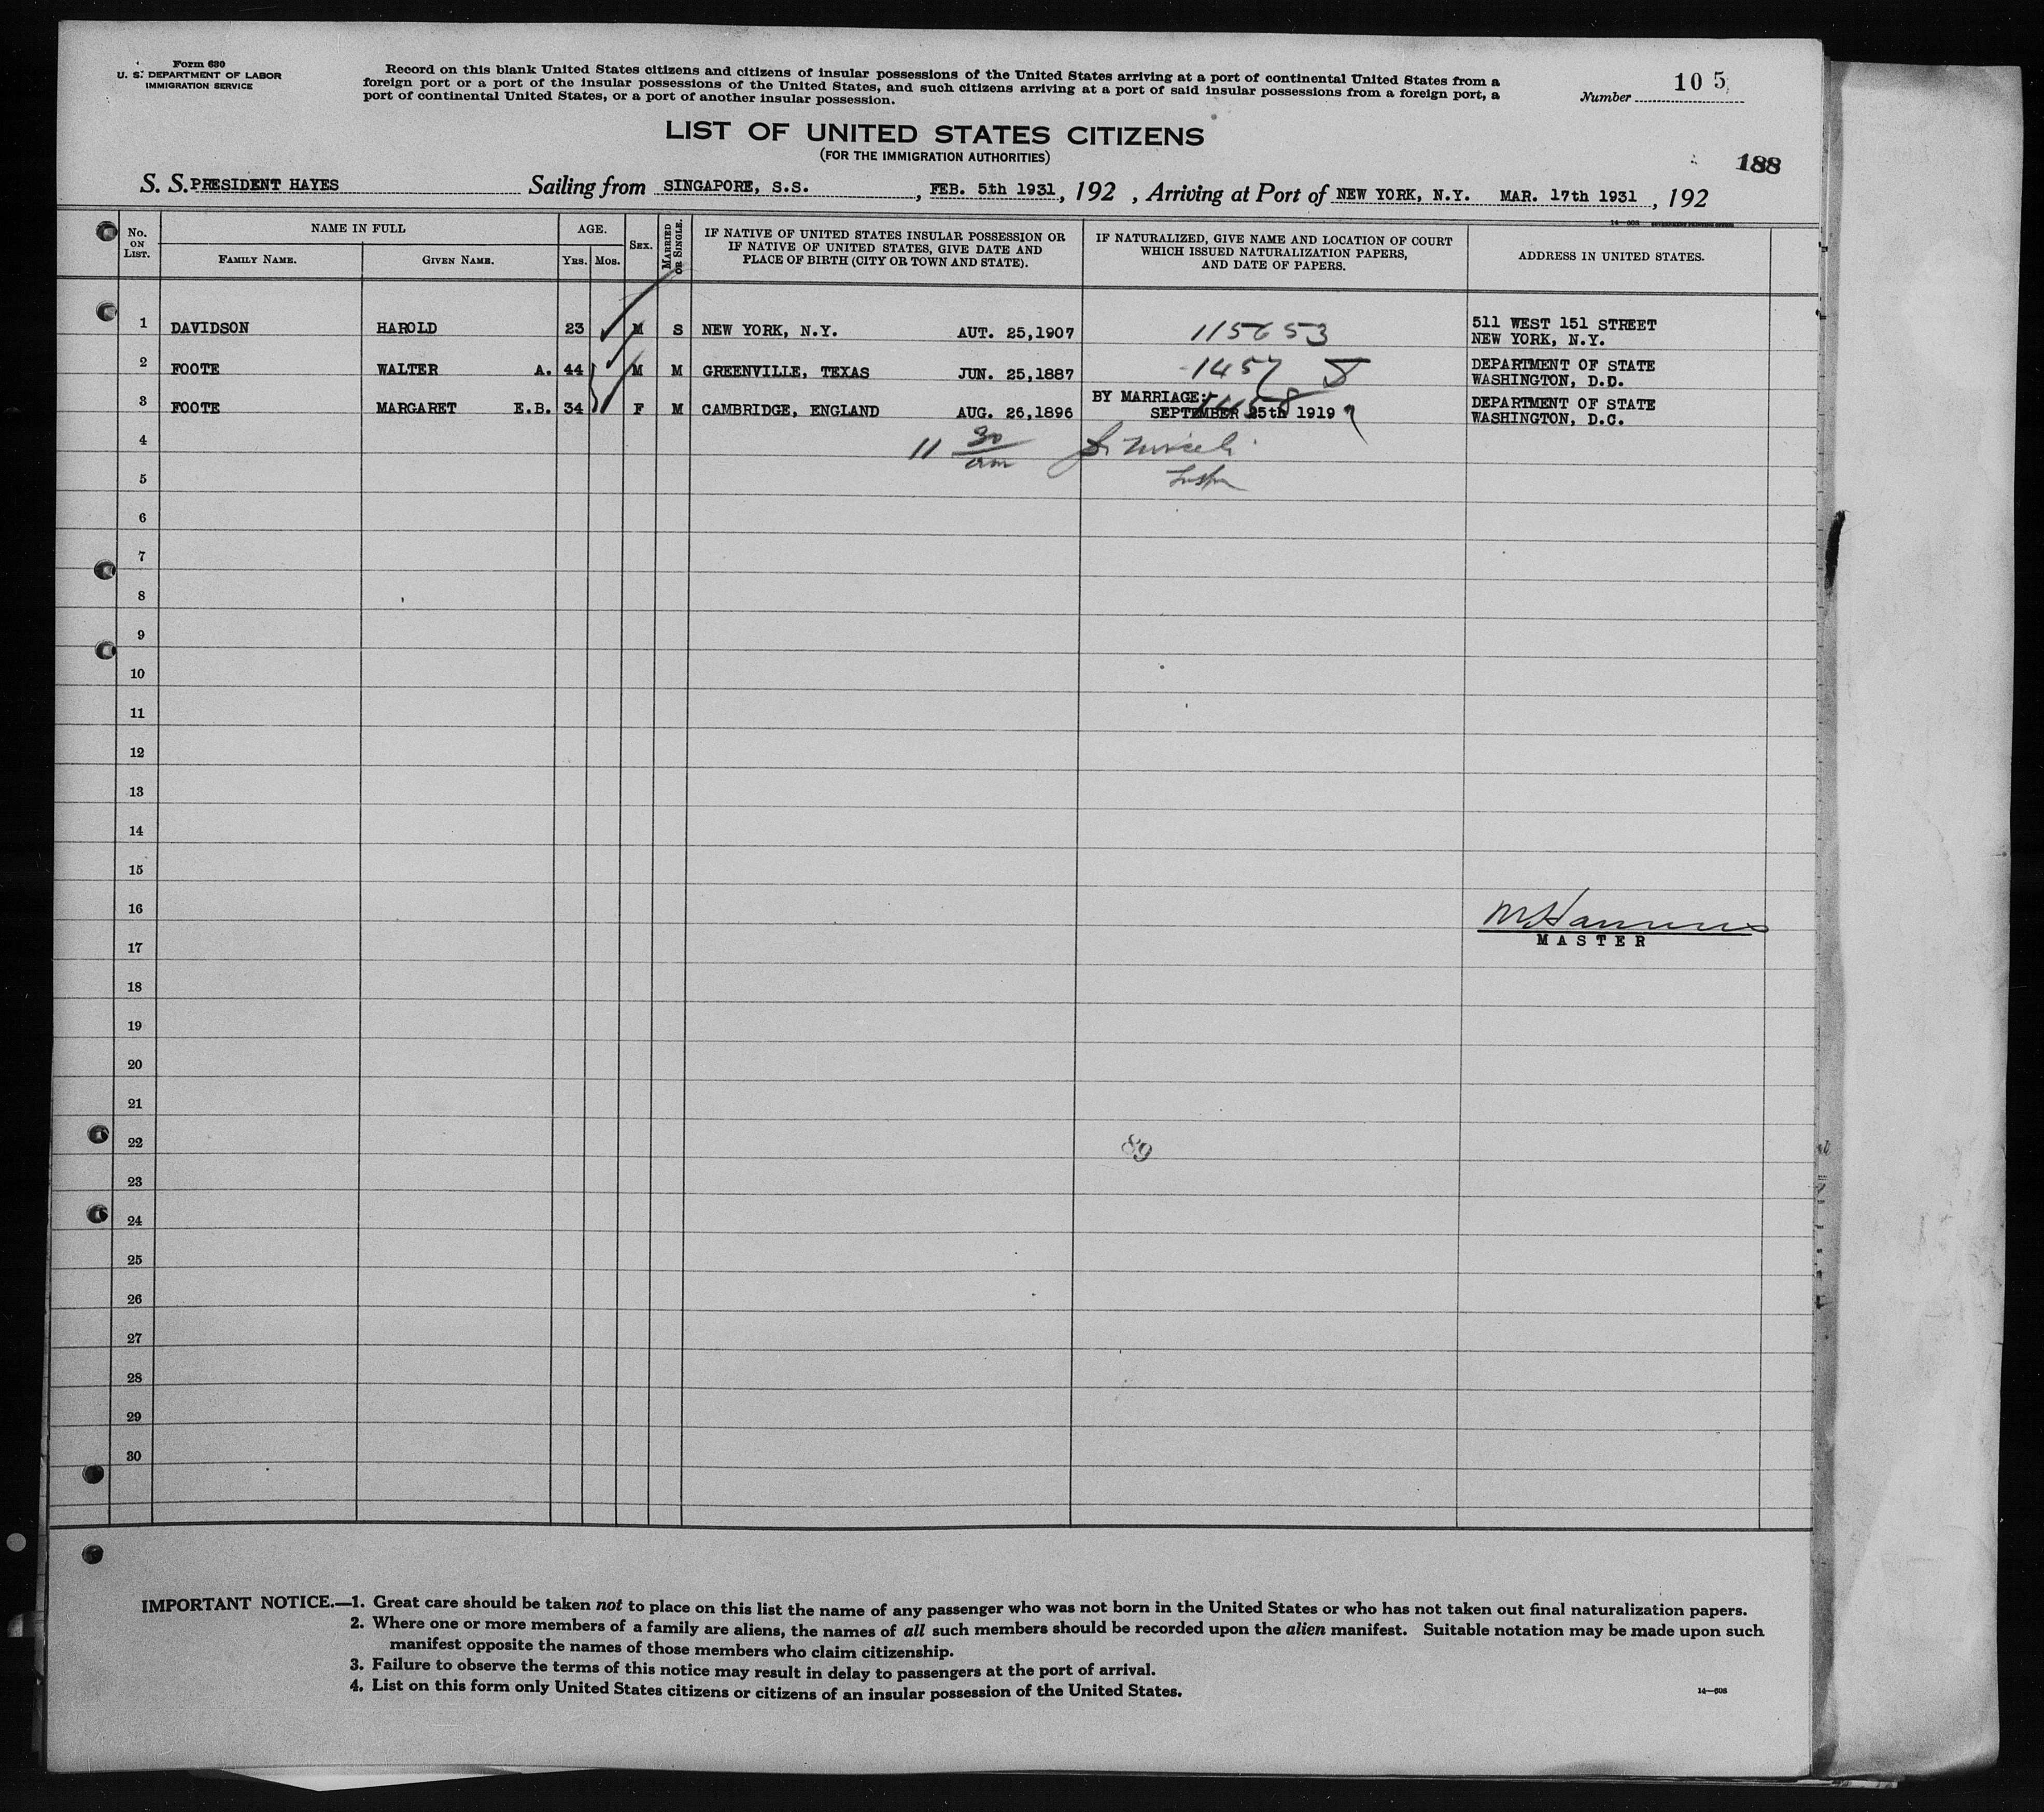 Form 630
U. S. DEPARTMENT OF LABOR
IMMIGRATION SERVICE
Record on this blank United States citizens and citizens of insular possessions of the United States arriving at a port of continental United States from a
foreign port or a port of the insular possessions of the United States, and such citizens arriving at a port of said insular possessions from a foreign port, a
port of continental United States, or a port of another insular possession.
Number 10 5
LIST OF UNITED STATES CITIZENS
(FOR THE IMMIGRATION AUTHORITIES)
188
S. S. PRESIDENT HAYES Sailing from SINGAPORE, S.S., FEB. 5th 1931, 192 , Arriving at Port of NEW YORK, N.Y. MAR. 17th 1931, 192
No. ON LIST. NAME IN FULL AGE. SEX. MARRIED OR SINGLE. IF NATIVE OF UNITED STATES INSULAR POSSESSION OR IF NATIVE OF UNITED STATES, GIVE DATE AND PLACE OF BIRTH (CITY OR TOWN AND STATE). IF NATURALIZED, GIVE NAME AND LOCATION OF COURT WHICH ISSUED NATURALIZATION PAPERS, AND DATE OF PAPERS. ADDRESS IN UNITED STATES.
FAMILY NAME. GIVEN NAME. YRS. MOS.
1 DAVIDSON HAROLD 23 M S NEW YORK, N.Y. AUT. 25,1907 115653 511 WEST 151 STREET
NEW YORK, N.Y.
2 FOOTE WALTER A. 44 M M GREENVILLE, TEXAS JUN. 25,1887 1457 DEPARTMENT OF STATE
WASHINGTON, D.D.
3 FOOTE MARGARET E.B. 34 F M CAMBRIDGE, ENGLAND AUG. 26,1896 BY MARRIAGE: 1458 DEPARTMENT OF STATE
SEPTEMBER 25th 1919 WASHINGTON, D.C.
4 11 30/am
5
6
7
8
9
10
11
12
13
14
15
16
17 MASTER
18
19
20
21
22 89
23
24
25
26
27
28
29
30
IMPORTANT NOTICE.—1. Great care should be taken not to place on this list the name of any passenger who was not born in the United States or who has not taken out final naturalization papers.
2. Where one or more members of a family are aliens, the names of all such members should be recorded upon the alien manifest. Suitable notation may be made upon such
manifest opposite the names of those members who claim citizenship.
3. Failure to observe the terms of this notice may result in delay to passengers at the port of arrival.
4. List on this form only United States citizens or citizens of an insular possession of the United States.